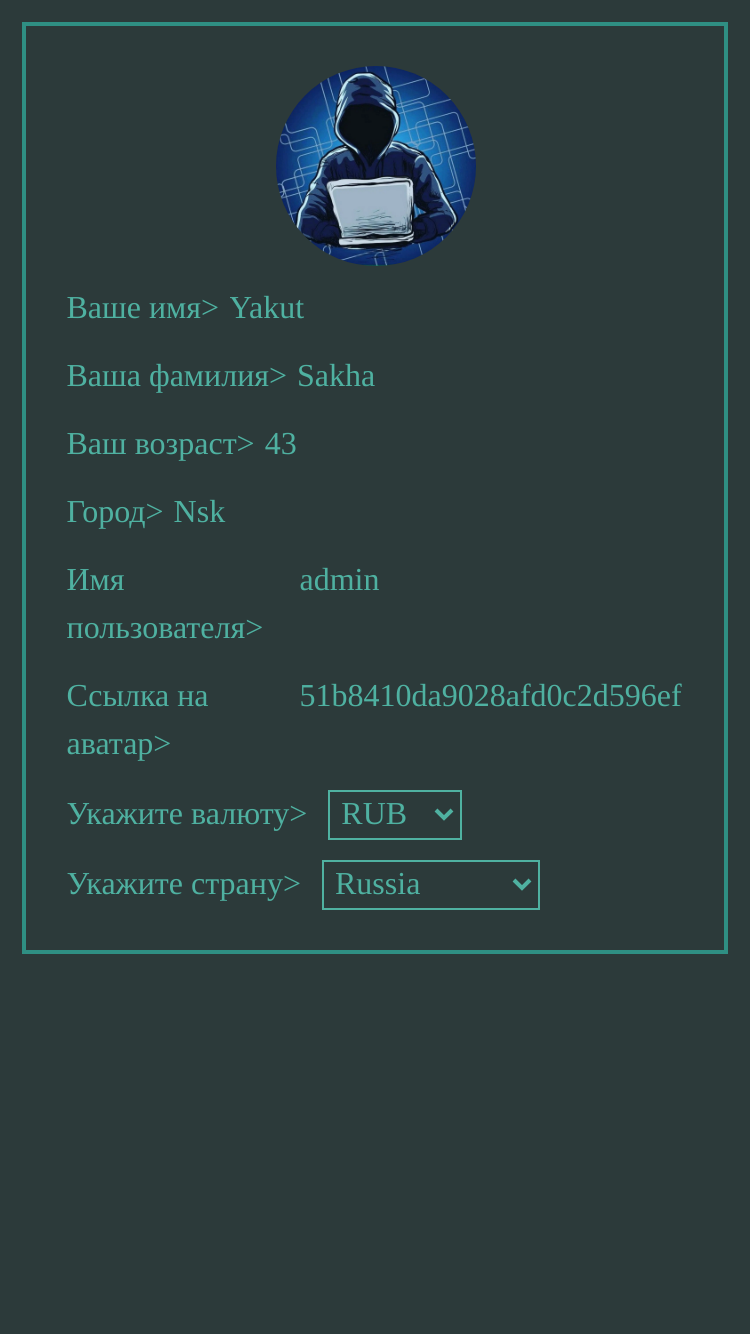 Ваше имя> Yakut
Ваша фамилия> Sakha
Ваш возраст> 43
Город> Nsk
Имя admin
пользователя>
Ссылка на 51b8410da9028afd0c2d596ef
аватар>
Укажите валюту> RUB
Укажите страну> Russia